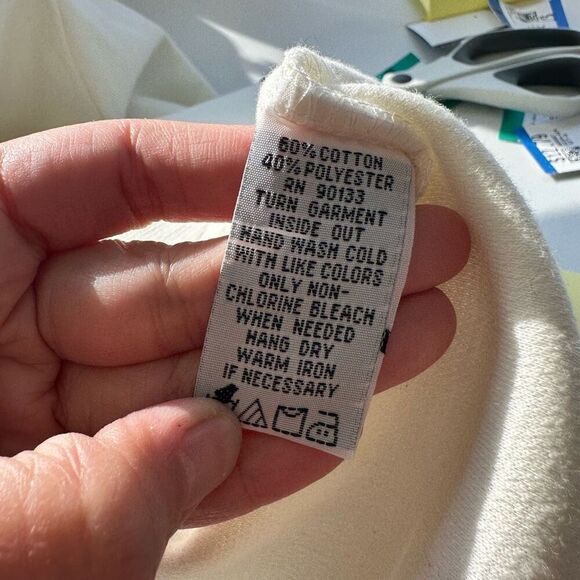 60% COTTON
40% POLYESTER
RN 90133
TURN GARMENT
INSIDE OUT
HAND WASH COLD
WITH LIKE COLORS
ONLY NON-
CHLORINE BLEACH
WHEN NEEDED
HANG DRY
WARM IRON
IF NECESSARY